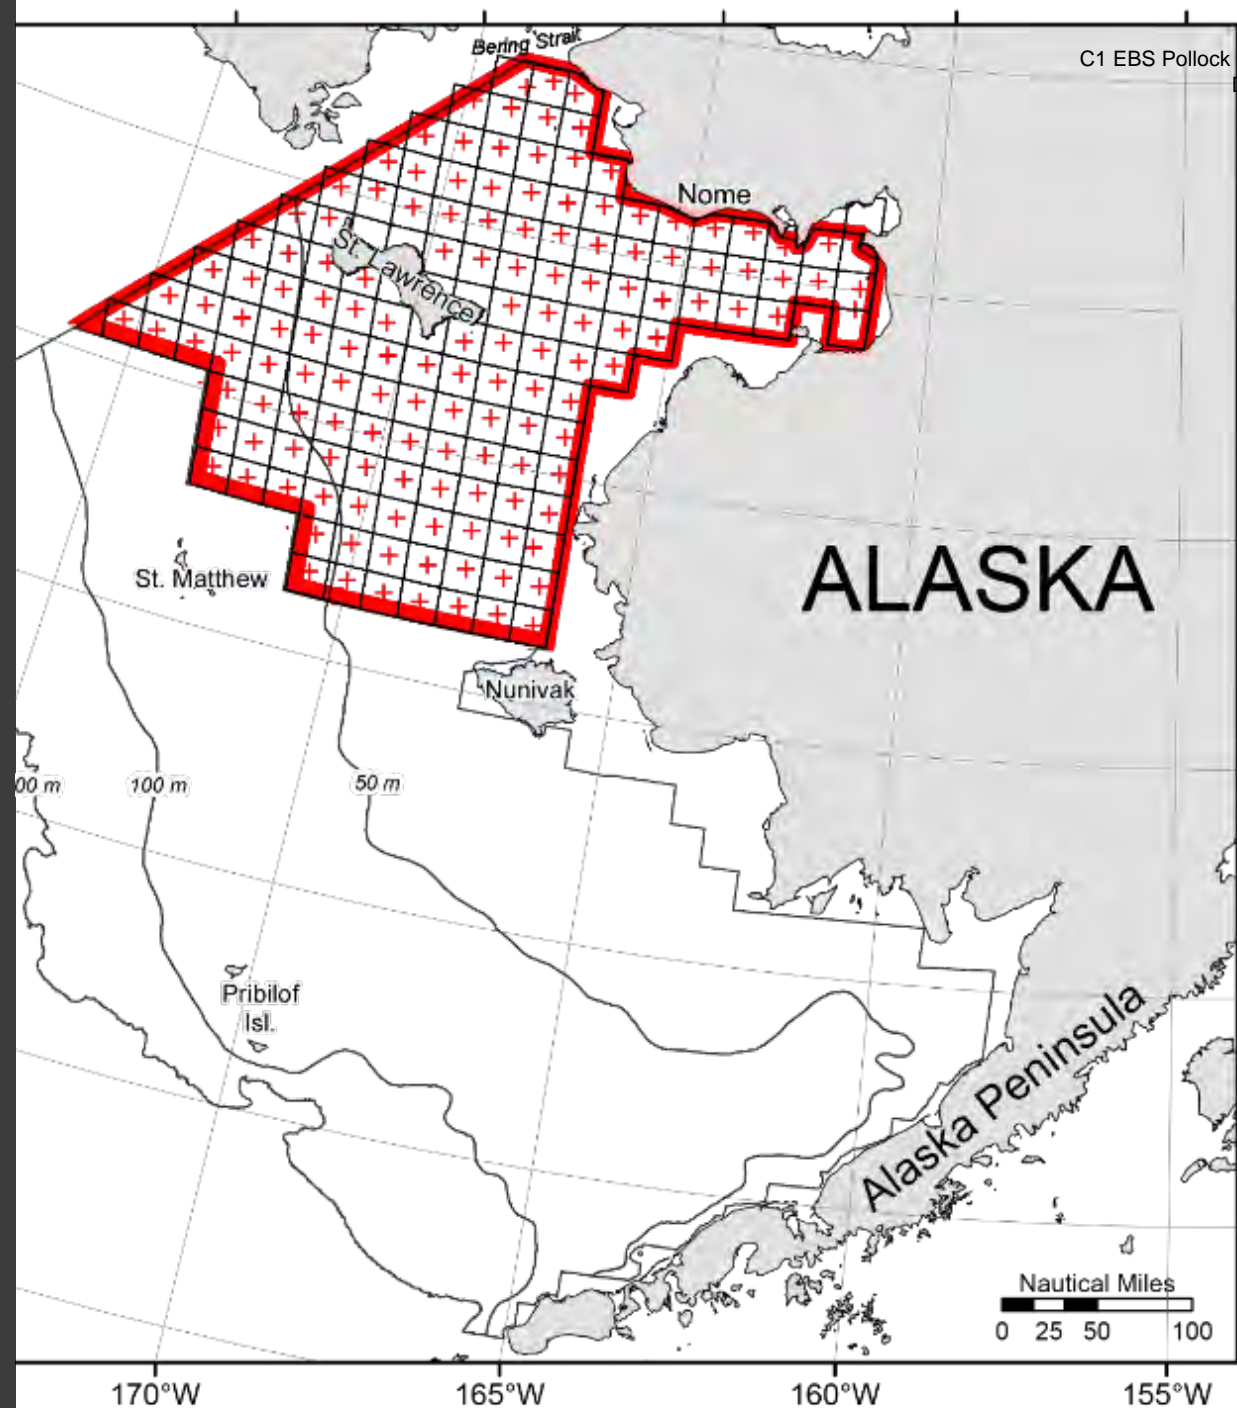 Bering Strait
C1 EBS Pollock
Nome
St. Lawrence
ALASKA
St. Matthew
Nunivak
00 m
100 m
50 m
Pribilof
Isl.
Alaska Peninsula
Nautical Miles
0 25 50 100
170°W 165°W 160°W 155°W